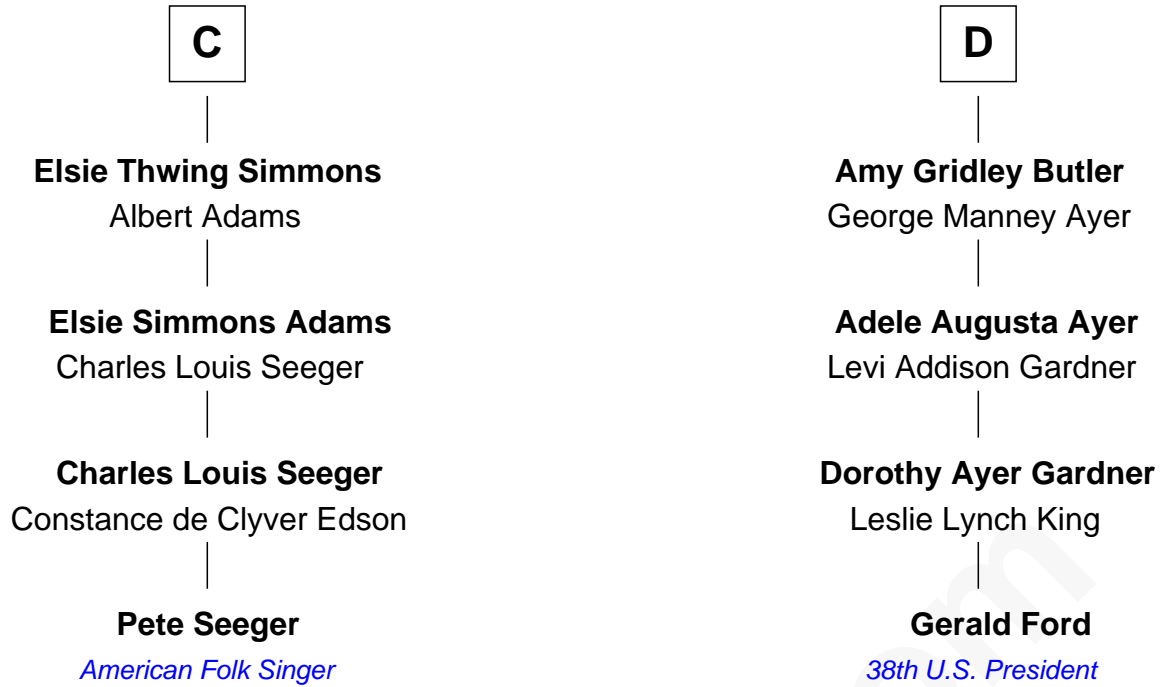 C
Elsie Thwing Simmons
Albert Adams
Elsie Simmons Adams
Charles Louis Seeger
Charles Louis Seeger
Constance de Clyver Edson
Pete Seeger
American Folk Singer
D
Amy Gridley Butler
George Manney Ayer
Adele Augusta Ayer
Levi Addison Gardner
Dorothy Ayer Gardner
Leslie Lynch King
Gerald Ford
38th U.S. President